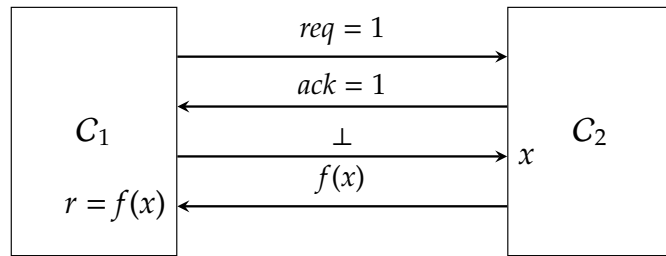 req = 1
ack = 1
C₁
C₂
⊥
x
f(x)
r = f(x)